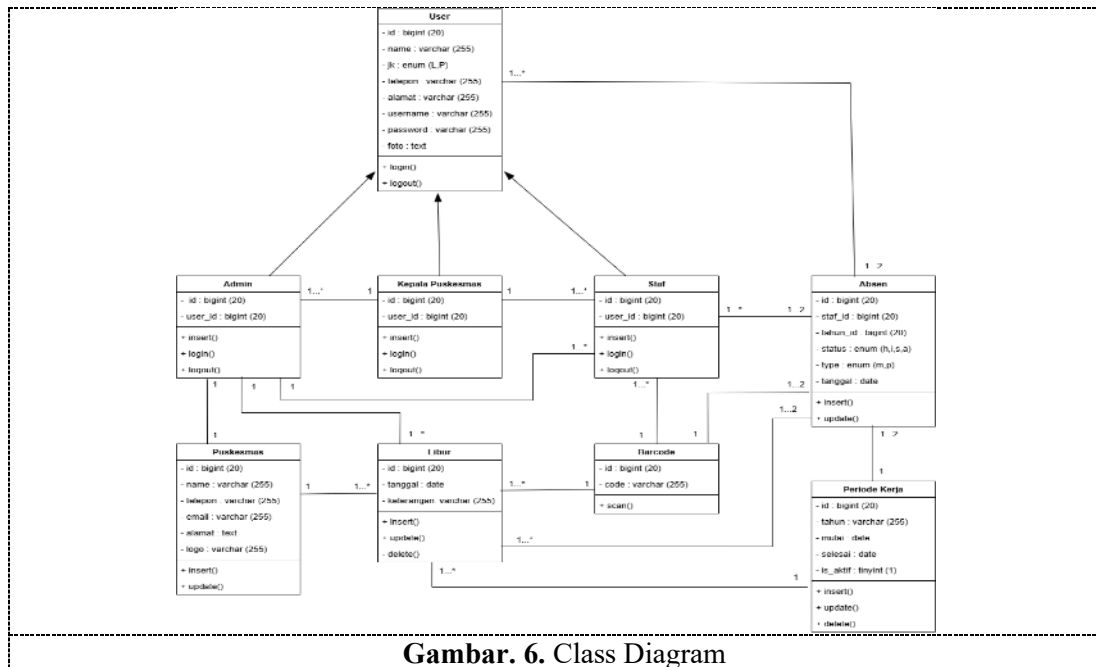 User
- id : bigint (20)
- name : varchar (255)
- jk : enum (L,P)
- telepon : varchar (255)
- alamat : varchar (255)
- username : varchar (255)
- password : varchar (255)
foto : text
+ login()
+ logout()
1...*
1 2
Admin
- id : bigint (20)
- user_id : bigint (20)
+ insert()
+ login()
+ logout()
1...*
1
Kepala Puskesmas
- id : bigint (20)
- user_id : bigint (20)
+ insert()
+ login()
+ logout()
1
1...*
Staf
- id : bigint (20)
- user_id : bigint (20)
+ insert()
+ login()
+ logout()
1 *
1 2
Absen
- id : bigint (20)
- staf_id : bigint (20)
- tahun_id : bigint (20)
- status : enum (h,i,s,a)
- type : enum (m,p)
- tanggal : date
+ insert()
+ update()
1
1
1
1 *
1...*
1...2
1...2
1 2
1
1 *
1
1
1
Puskesmas
- id : bigint (20)
- name : varchar (255)
- telepon : varchar (255)
email : varchar (255)
- alamat : text
- logo : varchar (255)
+ insert()
+ update()
1
1...*
Libur
- id : bigint (20)
- tanggal : date
- keterangan : varchar (255)
+ insert()
+ update()
- delete()
1...*
1
1...*
1...*
1
Barcode
- id : bigint (20)
- code : varchar (255)
+ scan()
Periode Kerja
- id : bigint (20)
- tahun : varchar (255)
- mulai : date
- selesai : date
- is_aktif : tinyint (1)
+ insert()
+ update()
+ delete()
Gambar. 6. Class Diagram